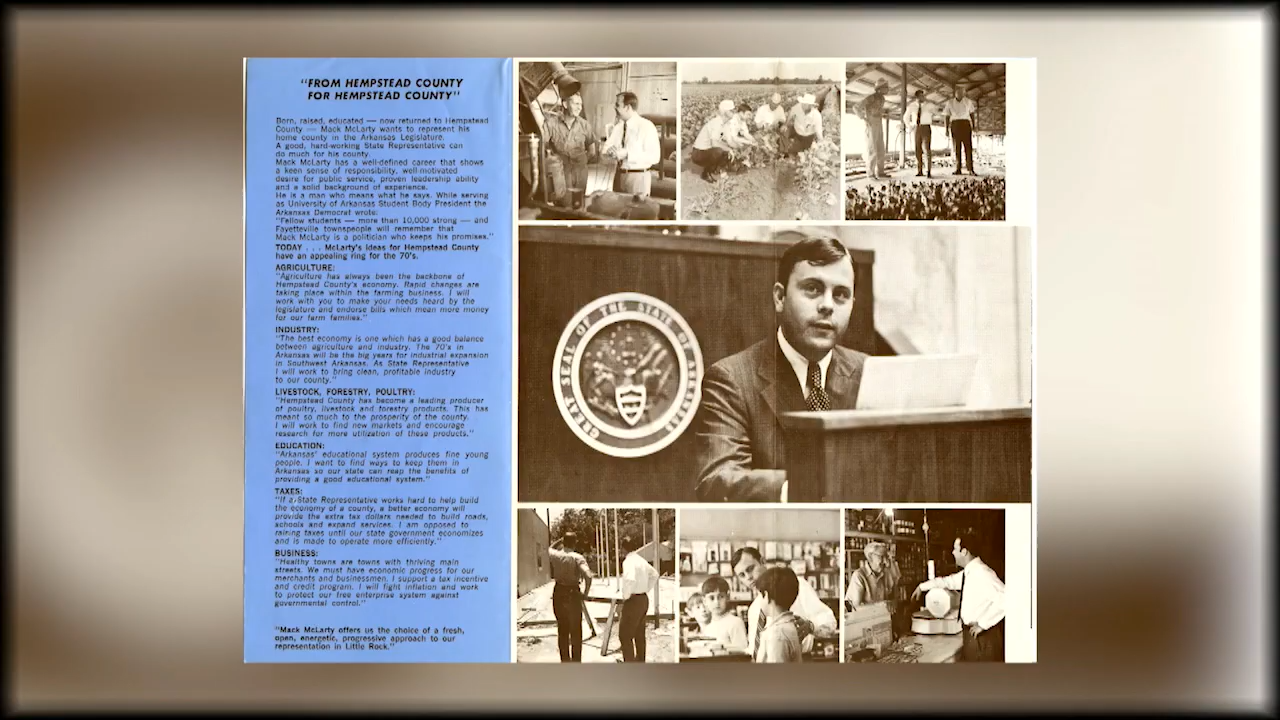 "FROM HEMPSTEAD COUNTY
FOR HEMPSTEAD COUNTY"
Born, raised, educated — now returned to Hempstead
County — Mack McLarty wants to represent his
home county in the Arkansas Legislature.
A good, hard-working State Representative can
do much for his county.
Mack McLarty has a well-defined career that shows
a keen sense of responsibility, well-motivated
desire for public service, proven leadership ability
and a solid background of experience.
He is a man who means what he says. While serving
as University of Arkansas Student Body President the
Arkansas Democrat wrote:
"Fellow students — more than 10,000 strong — and
Fayetteville townspeople will remember that
Mack McLarty is a politician who keeps his promises."
TODAY . . . McLarty's ideas for Hempstead County
have an appealing ring for the 70's.
AGRICULTURE:
"Agriculture has always been the backbone of
Hempstead County's economy. Rapid changes are
taking place within the farming business. I will
work with you to make your needs heard by the
legislature and endorse bills which mean more money
for our farm families."
INDUSTRY:
"The best economy is one which has a good balance
between agriculture and industry. The 70's in
Arkansas will be the big years for industrial expansion
in Southwest Arkansas. As State Representative
I will work to bring clean, profitable industry
to our county."
LIVESTOCK, FORESTRY, POULTRY:
"Hempstead County has become a leading producer
of poultry, livestock and forestry products. This has
meant so much to the prosperity of the county.
I will work to find new markets and encourage
research for more utilization of these products."
EDUCATION:
"Arkansas' educational system produces fine young
people. I want to find ways to keep them in
Arkansas so our state can reap the benefits of
providing a good educational system."
TAXES:
"If a State Representative works hard to help build
the economy of a county, a better economy will
provide the extra tax dollars needed to build roads,
schools and expand services. I am opposed to
raising taxes until our state government economizes
and is made to operate more efficiently."
BUSINESS:
"Healthy towns are towns with thriving main
streets. We must have economic progress for our
merchants and businessmen. I support a tax incentive
and credit program. I will fight inflation and work
to protect our free enterprise system against
governmental control."
"Mack McLarty offers us the choice of a fresh,
open, energetic, progressive approach to our
representation in Little Rock."
GREAT SEAL OF THE STATE OF ARKANSAS